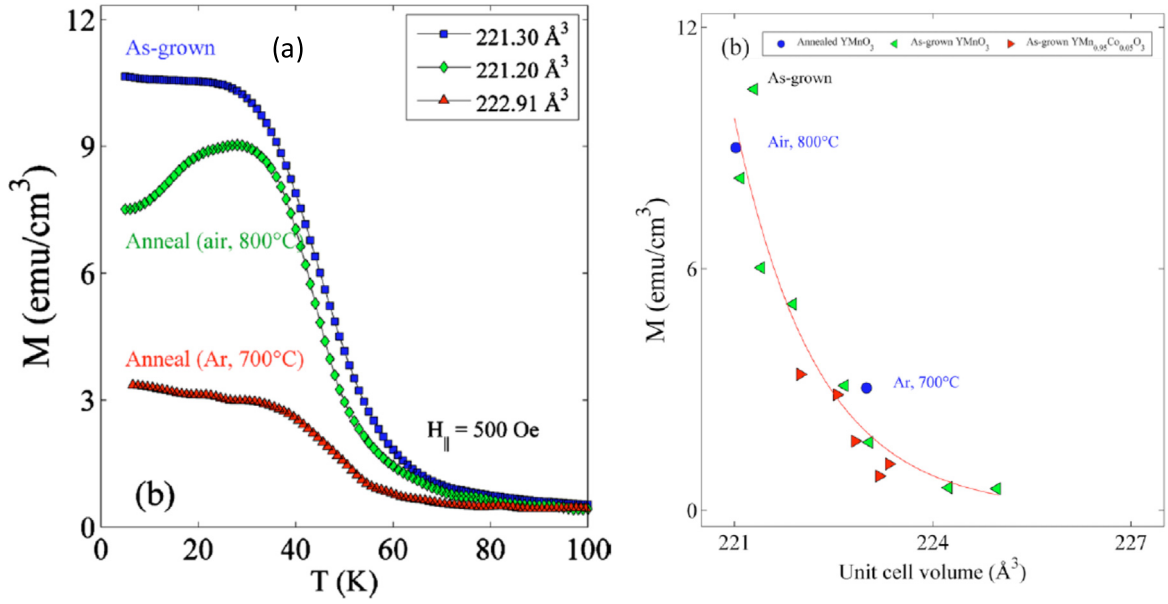 As-grown
(a)
221.30 Å³
221.20 Å³
222.91 Å³
Anneal (air, 800°C)
Anneal (Ar, 700°C)
H∥ = 500 Oe
(b)
M (emu/cm³)
12
9
6
3
0
0
20
40
60
80
100
T (K)
(b)
Annealed YMnO₃
As-grown YMnO₃
As-grown YMn₀.₉₅Co₀.₀₅O₃
As-grown
Air, 800°C
Ar, 700°C
M (emu/cm³)
12
6
0
221
224
227
Unit cell volume (Å³)